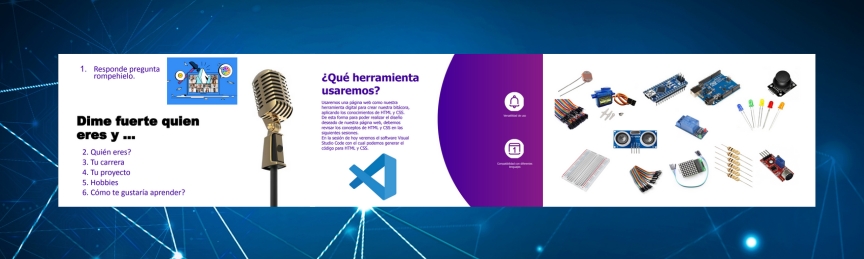 1. Responde pregunta
rompehielo.
Dime fuerte quien
eres y ...
2. Quién eres?
3. Tu carrera
4. Tu proyecto
5. Hobbies
6. Cómo te gustaría aprender?
¿Qué herramienta
usaremos?
Usaremos una página web como nuestra
herramienta digital para crear nuestra bitácora,
aplicando los conocimientos de HTML y CSS.
De esta forma para poder realizar el diseño
deseado de nuestra página web, debemos
revisar los conceptos de HTML y CSS en las
siguientes sesiones.
En la sesión de hoy veremos el software Visual
Studio Code con el cual podemos generar el
código para HTML y CSS.